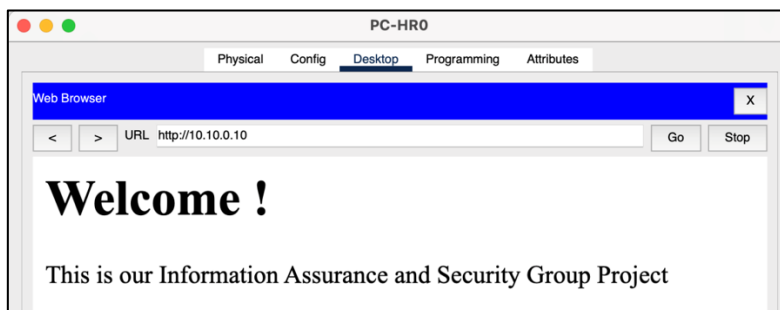 PC-HR0
Physical Config Desktop Programming Attributes
Web Browser X
< > URL http://10.10.0.10 Go Stop
Welcome !
This is our Information Assurance and Security Group Project